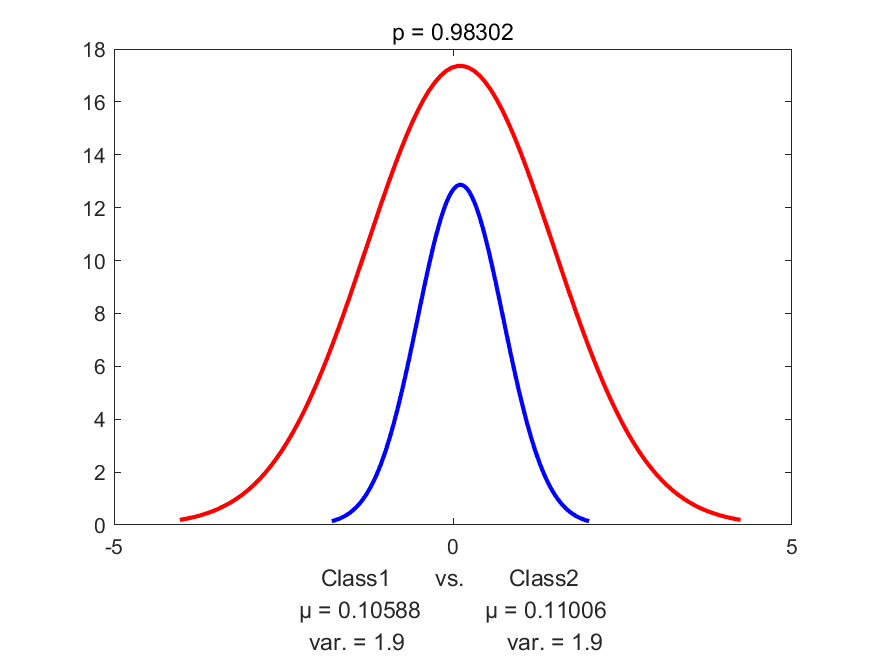 p = 0.98302
18
16
14
12
10
8
6
4
2
0
-5 0 5
Class1 vs. Class2
μ = 0.10588 μ = 0.11006
var. = 1.9 var. = 1.9